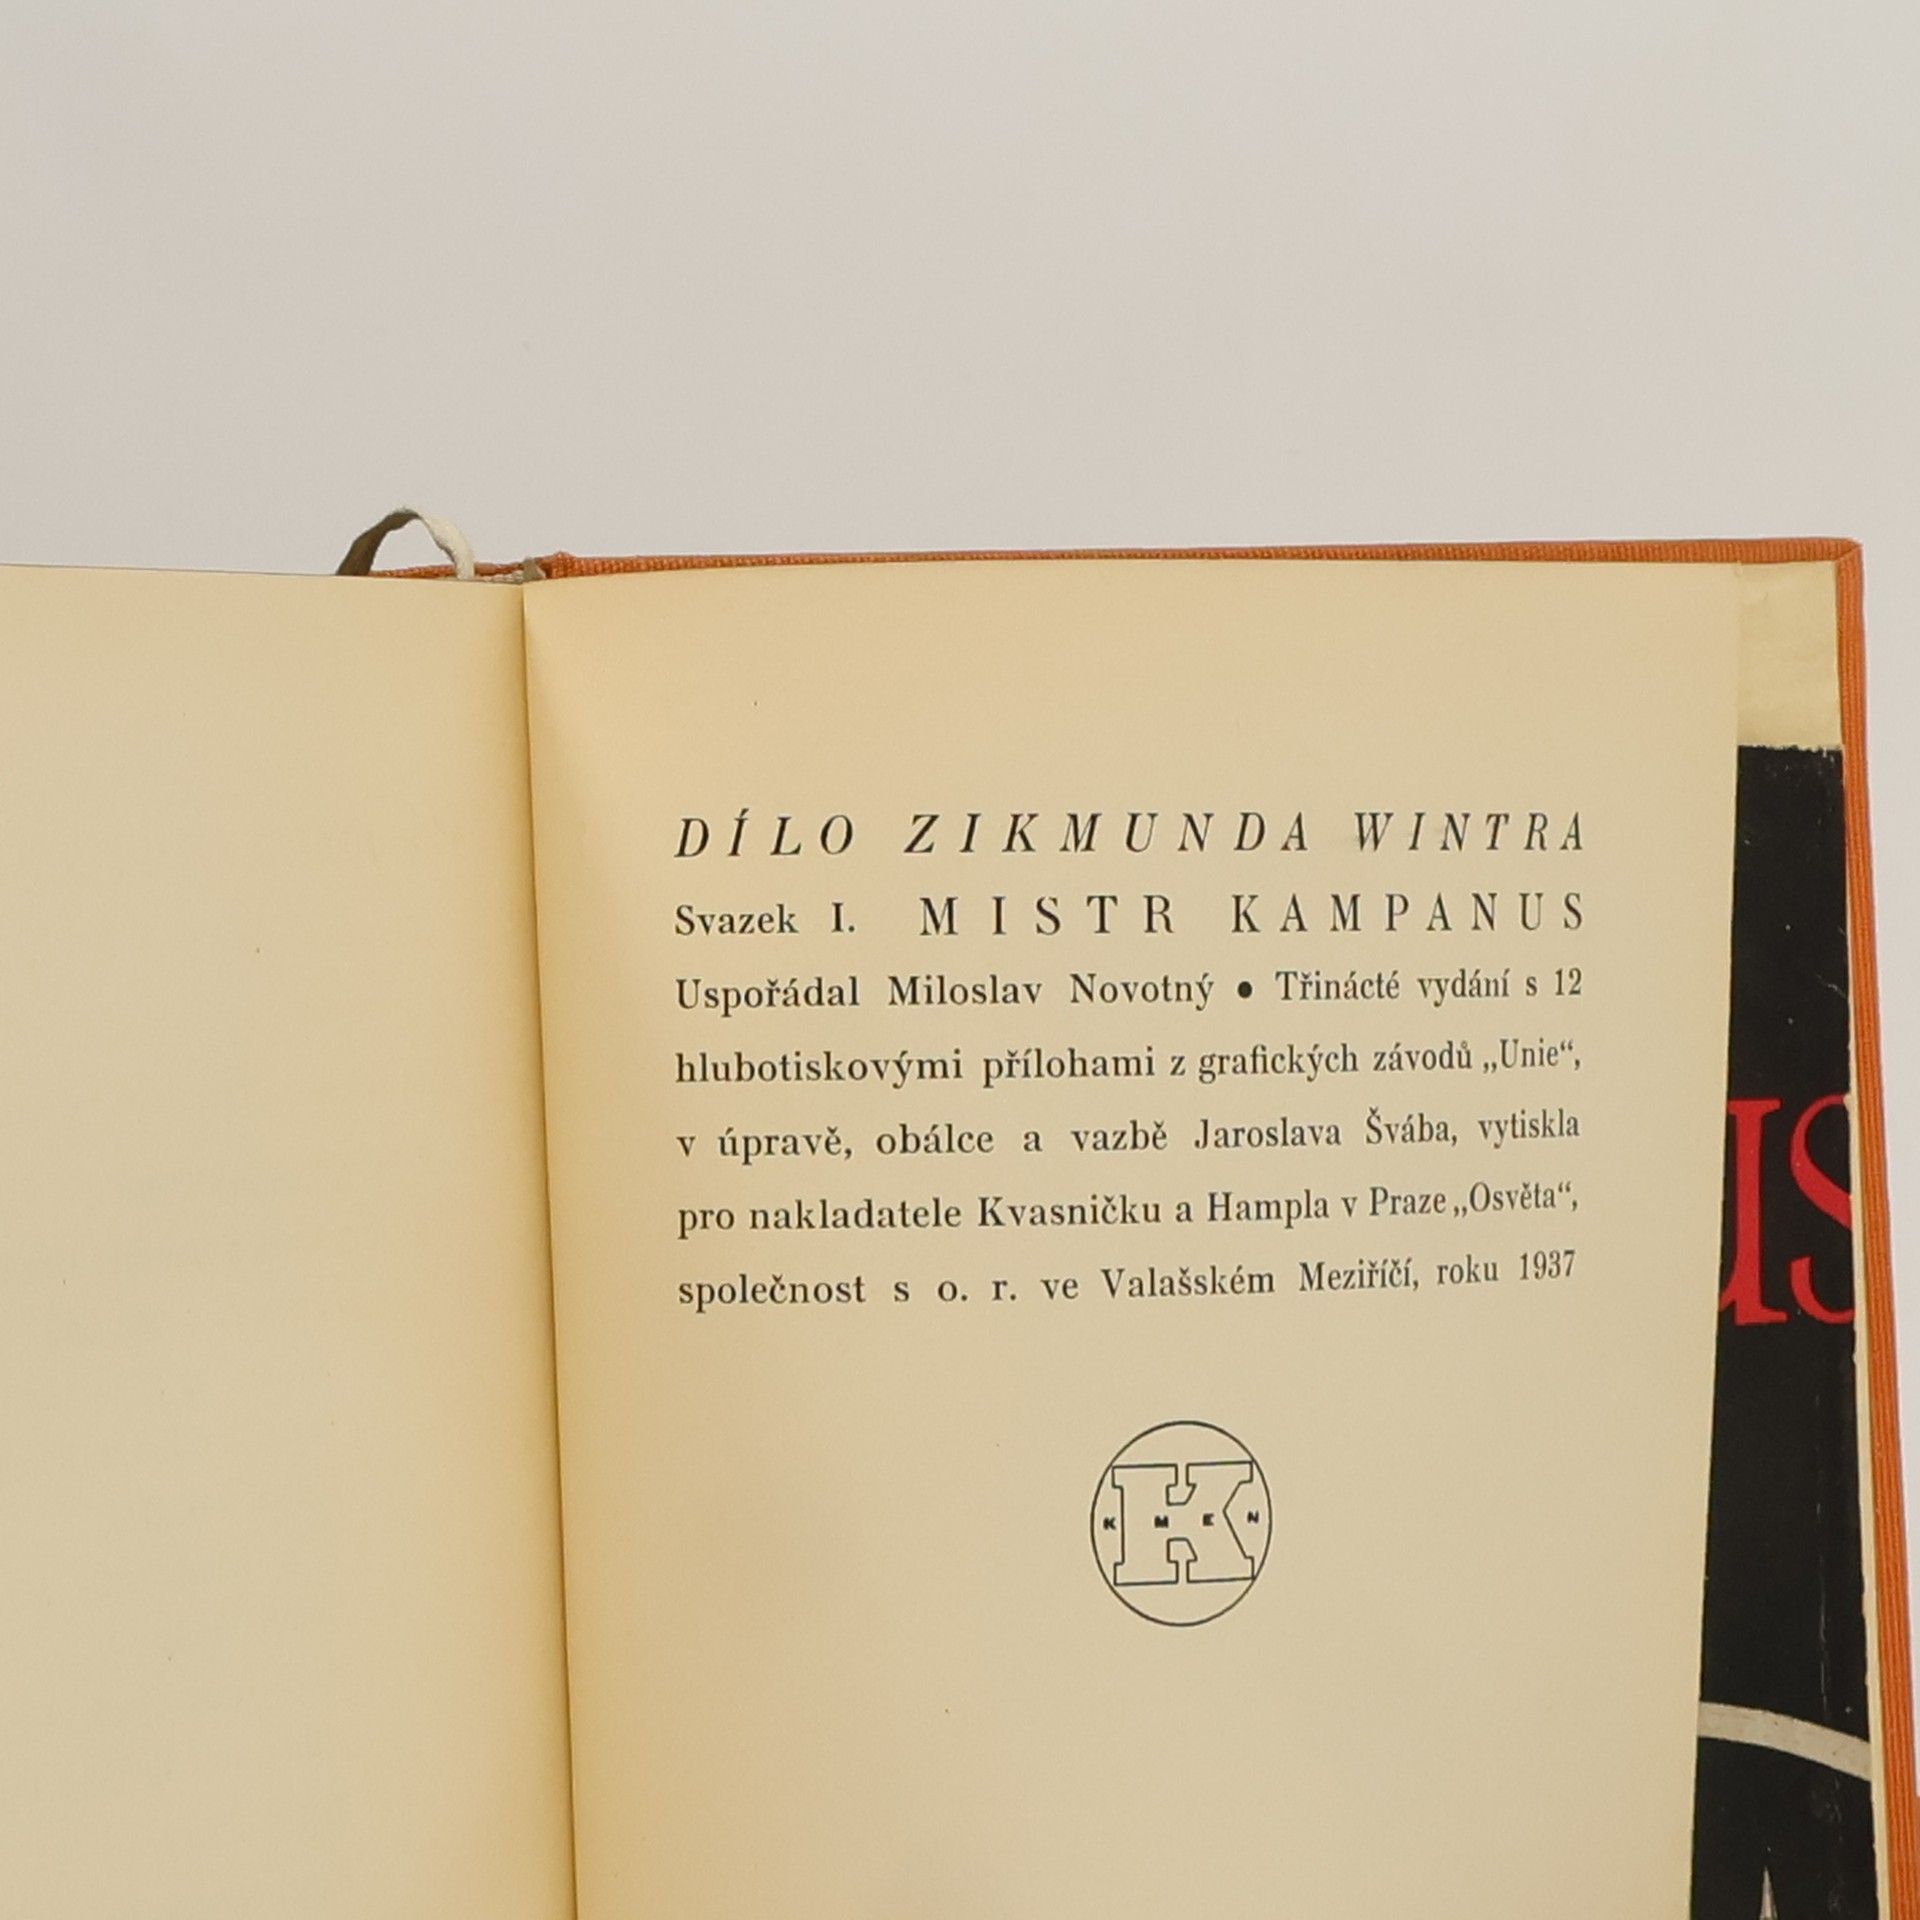 DÍLO ZIKMUNDA WINTRA
Svazek I. MISTR KAMPANUS
Uspořádal Miloslav Novotný • Třinácté vydání s 12
hlubotiskovými přílohami z grafických závodů „Unie“,
v úpravě, obálce a vazbě Jaroslava Švába, vytiskla
pro nakladatele Kvasničku a Hampla v Praze „Osvěta“,
společnost s o. r. ve Valašském Meziříčí, roku 1937
K
K M E N
US